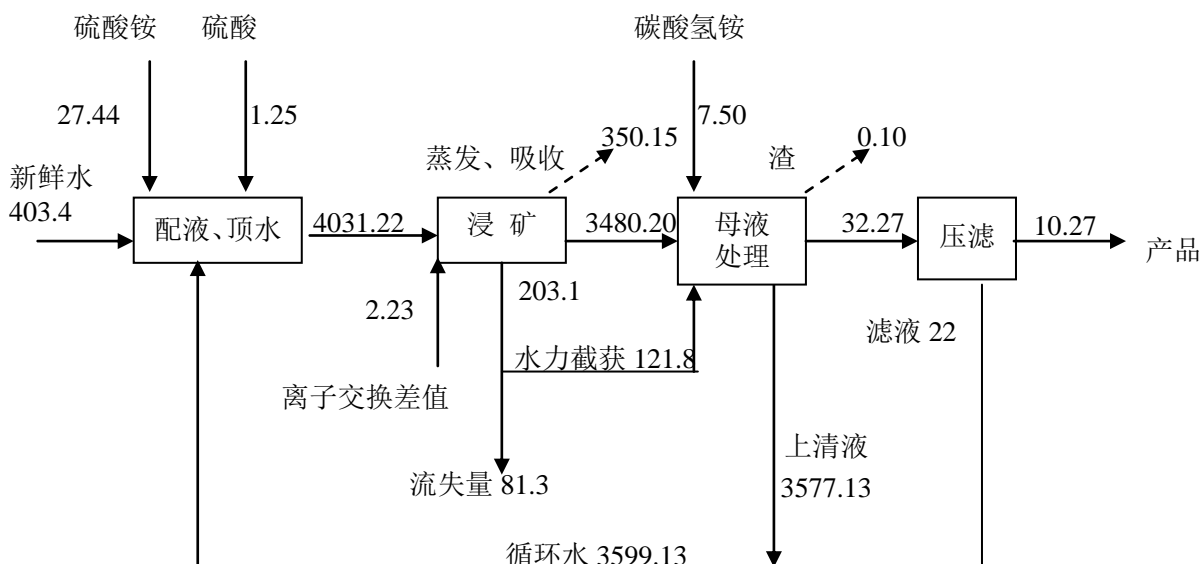 硫酸铵
硫酸
碳酸氢铵
27.44
1.25
7.50
350.15
0.10
蒸发、吸收
渣
新鲜水
403.4
配液、顶水
4031.22
浸 矿
3480.20
母液
处理
32.27
压滤
10.27
产品
2.23
203.1
滤液 22
水力截获 121.8
离子交换差值
上清液
3577.13
流失量 81.3
循环水 3599.13